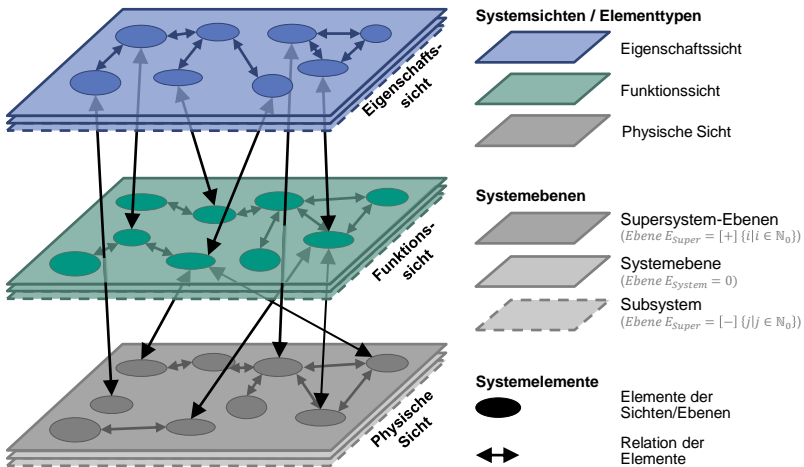 Eigenschafts-
sicht
Funktions-
sicht
Physische
Sicht
Systemsichten / Elementtypen
Eigenschaftssicht
Funktionssicht
Physische Sicht
Systemebenen
Supersystem-Ebenen
(Ebene E_Super = [+] {i|i ∈ ℕ₀})
Systemebene
(Ebene E_System = 0)
Subsystem
(Ebene E_Super = [−] {j|j ∈ ℕ₀})
Systemelemente
Elemente der
Sichten/Ebenen
Relation der
Elemente